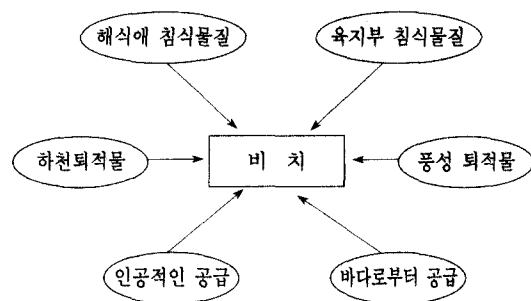 해식애 침식물질
육지부 침식물질
하천퇴적물
비 치
풍성 퇴적물
인공적인 공급
바다로부터 공급